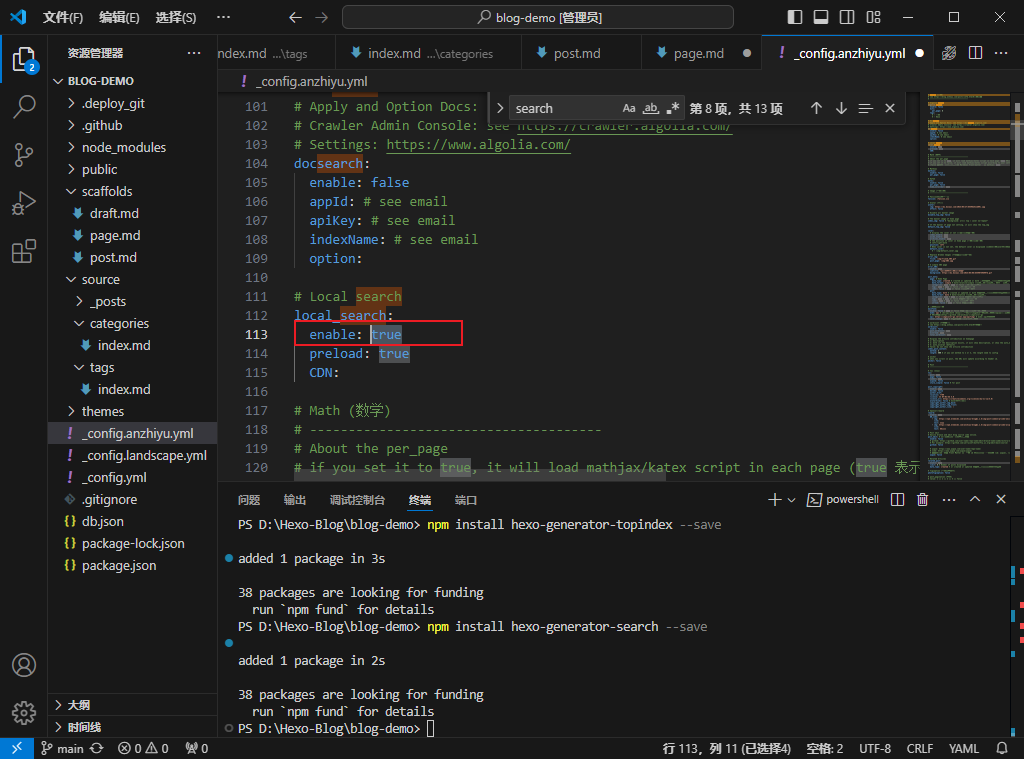 文件(F) 编辑(E) 选择(S) ··· blog-demo [管理员]
资源管理器 ···
2
BLOG-DEMO
.deploy_git
.github
node_modules
public
scaffolds
draft.md
page.md
post.md
source
_posts
categories
index.md
tags
index.md
themes
_config.anzhiyu.yml
_config.landscape.yml
_config.yml
.gitignore
db.json
package-lock.json
package.json
大纲
时间线
ndex.md ...\tags index.md ...\categories post.md page.md _config.anzhiyu.yml
_config.anzhiyu.yml
search Aa ab 第 8 项，共 13 项
101 # Apply and Option Docs:
102 # Crawler Admin Console: see https://crawler.algolia.com/
103 # Settings: https://www.algolia.com/
104 docsearch:
105 enable: false
106 appId: # see email
107 apiKey: # see email
108 indexName: # see email
109 option:
110
111 # Local search
112 local_search:
113 enable: true
114 preload: true
115 CDN:
116
117 # Math (数学)
118 # --------------------------------------
119 # About the per_page
120 # if you set it to true, it will load mathjax/katex script in each page (true 表示
问题 输出 调试控制台 终端 端口 powershell
PS D:\Hexo-Blog\blog-demo> npm install hexo-generator-topindex --save
added 1 package in 3s
38 packages are looking for funding
run `npm fund` for details
PS D:\Hexo-Blog\blog-demo> npm install hexo-generator-search --save
added 1 package in 2s
38 packages are looking for funding
run `npm fund` for details
PS D:\Hexo-Blog\blog-demo>
main 0 0 0 行 113，列 11 (已选择4) 空格: 2 UTF-8 CRLF YAML